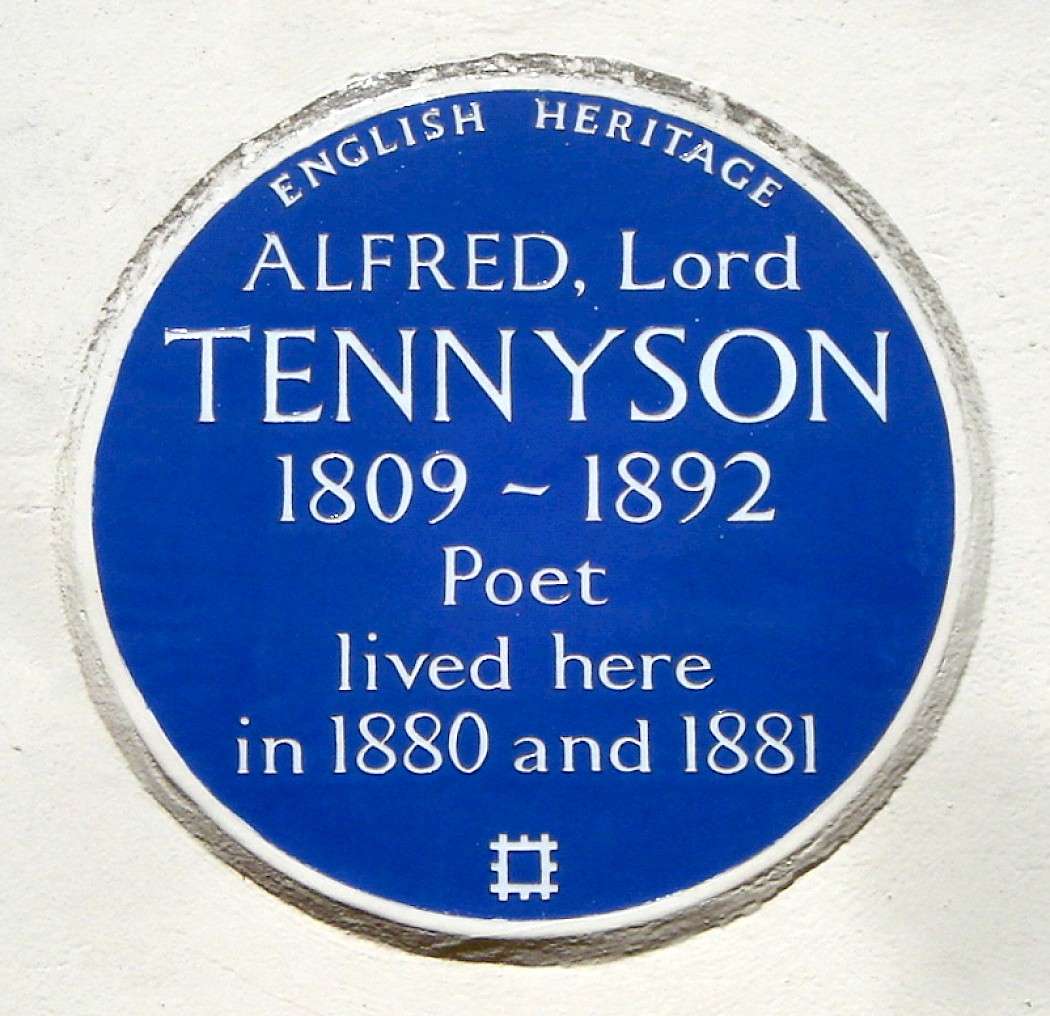 ENGLISH HERITAGE
ALFRED, Lord
TENNYSON
1809 ~ 1892
Poet
lived here
in 1880 and 1881